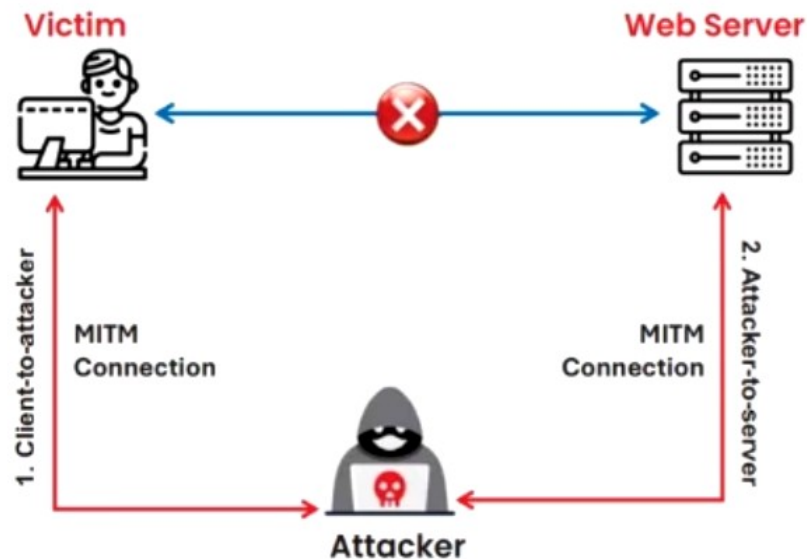 Victim
Web Server
1. Client-to-attacker
MITM
Connection
MITM
Connection
2. Attacker-to-server
Attacker